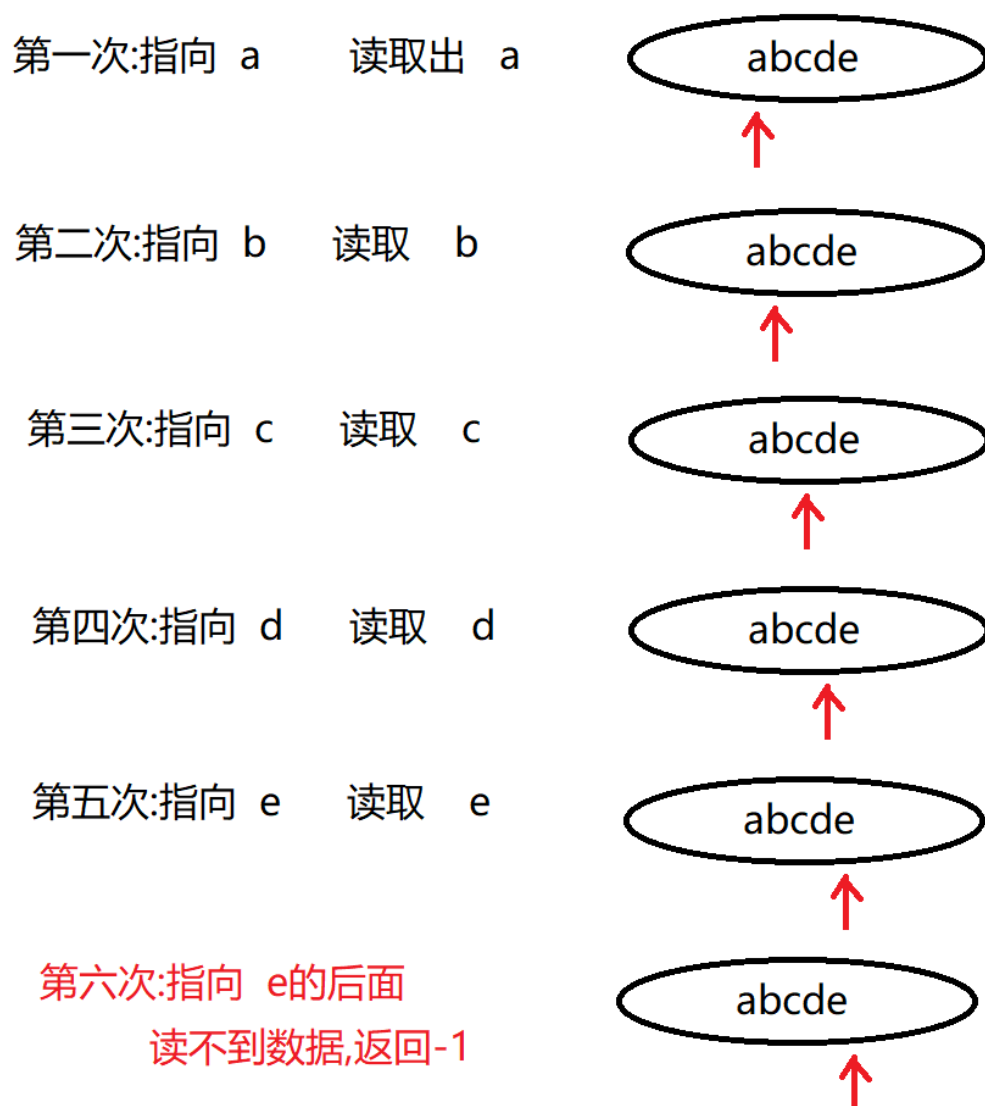 第一次:指向 a 读取出 a abcde
第二次:指向 b 读取 b abcde
第三次:指向 c 读取 c abcde
第四次:指向 d 读取 d abcde
第五次:指向 e 读取 e abcde
第六次:指向 e的后面 abcde
读不到数据,返回-1